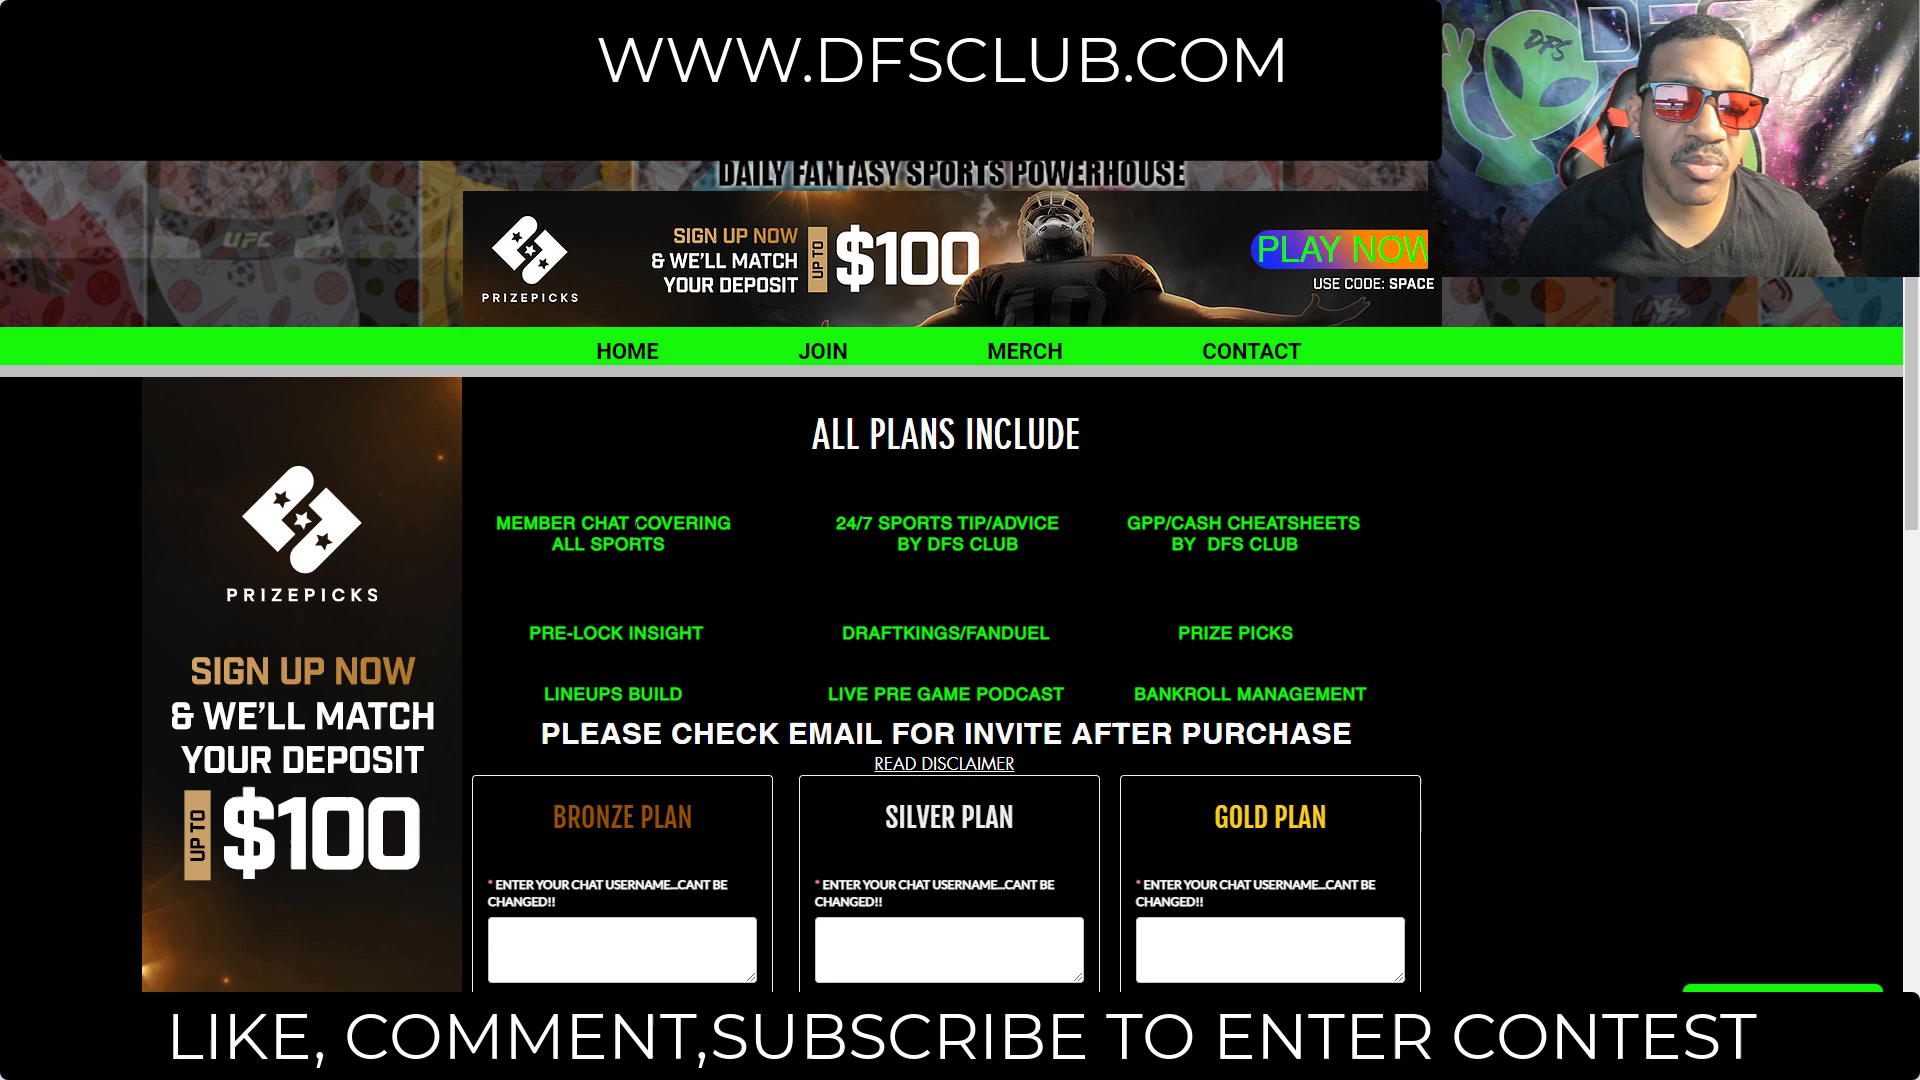 WWW.DFSCLUB.COM
DFS
DAILY FANTASY SPORTS POWERHOUSE
UFC
SIGN UP NOW
& WE'LL MATCH
YOUR DEPOSIT
UP TO
$100
PLAY NOW
USE CODE: SPACE
PRIZEPICKS
HOME JOIN MERCH CONTACT
ALL PLANS INCLUDE
MEMBER CHAT COVERING
ALL SPORTS
24/7 SPORTS TIP/ADVICE
BY DFS CLUB
GPP/CASH CHEATSHEETS
BY DFS CLUB
PRE-LOCK INSIGHT
DRAFTKINGS/FANDUEL
PRIZE PICKS
LINEUPS BUILD
LIVE PRE GAME PODCAST
BANKROLL MANAGEMENT
PLEASE CHECK EMAIL FOR INVITE AFTER PURCHASE
READ DISCLAIMER
PRIZEPICKS
SIGN UP NOW
& WE'LL MATCH
YOUR DEPOSIT
UP TO
$100
BRONZE PLAN
* ENTER YOUR CHAT USERNAME...CANT BE
CHANGED!!
SILVER PLAN
* ENTER YOUR CHAT USERNAME...CANT BE
CHANGED!!
GOLD PLAN
* ENTER YOUR CHAT USERNAME...CANT BE
CHANGED!!
LIKE, COMMENT,SUBSCRIBE TO ENTER CONTEST